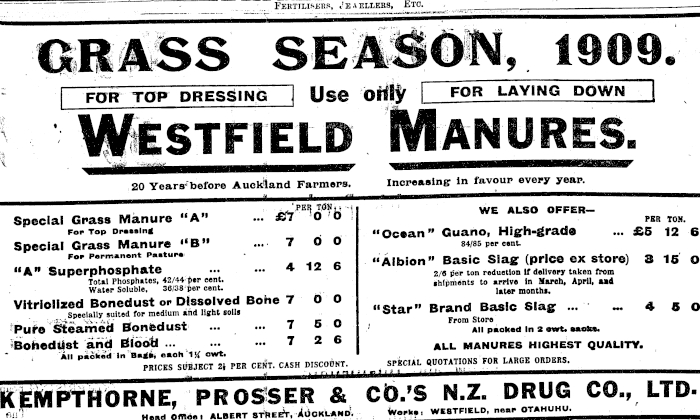 FERTILISERS, JEWELLERS, ETC.
GRASS SEASON, 1909.
FOR TOP DRESSING Use only FOR LAYING DOWN
WESTFIELD MANURES.
20 Years before Auckland Farmers. Increasing in favour every year.
PER TON.
Special Grass Manure "A" ... £7 0 0
For Top Dressing
Special Grass Manure "B" ... 7 0 0
For Permanent Pasture
"A" Superphosphate ... ... 4 12 6
Total Phosphates, 42/44 per cent.
Water Soluble, 36/38 per cent.
Vitriolized Bonedust or Dissolved Bone 7 0 0
Specially suited for medium and light soils
Pure Steamed Bonedust ... ... 7 5 0
Bonedust and Blood ... ... ... 7 2 6
All packed in Bags, each 1½ cwt.
PRICES SUBJECT 2½ PER CENT. CASH DISCOUNT.
WE ALSO OFFER—
PER TON.
"Ocean" Guano, High-grade ... £5 12 6
84/85 per cent.
"Albion" Basic Slag (price ex store) 3 15 0
2/6 per ton reduction if delivery taken from
shipments to arrive in March, April, and
later months.
"Star" Brand Basic Slag ... ... 4 5 0
From Store
All packed in 2 cwt. sacks.
ALL MANURES HIGHEST QUALITY.
SPECIAL QUOTATIONS FOR LARGE ORDERS.
KEMPTHORNE, PROSSER & CO.'S N.Z. DRUG CO., LTD.
Head Office: ALBERT STREET, AUCKLAND. Works: WESTFIELD, near OTAHUHU.